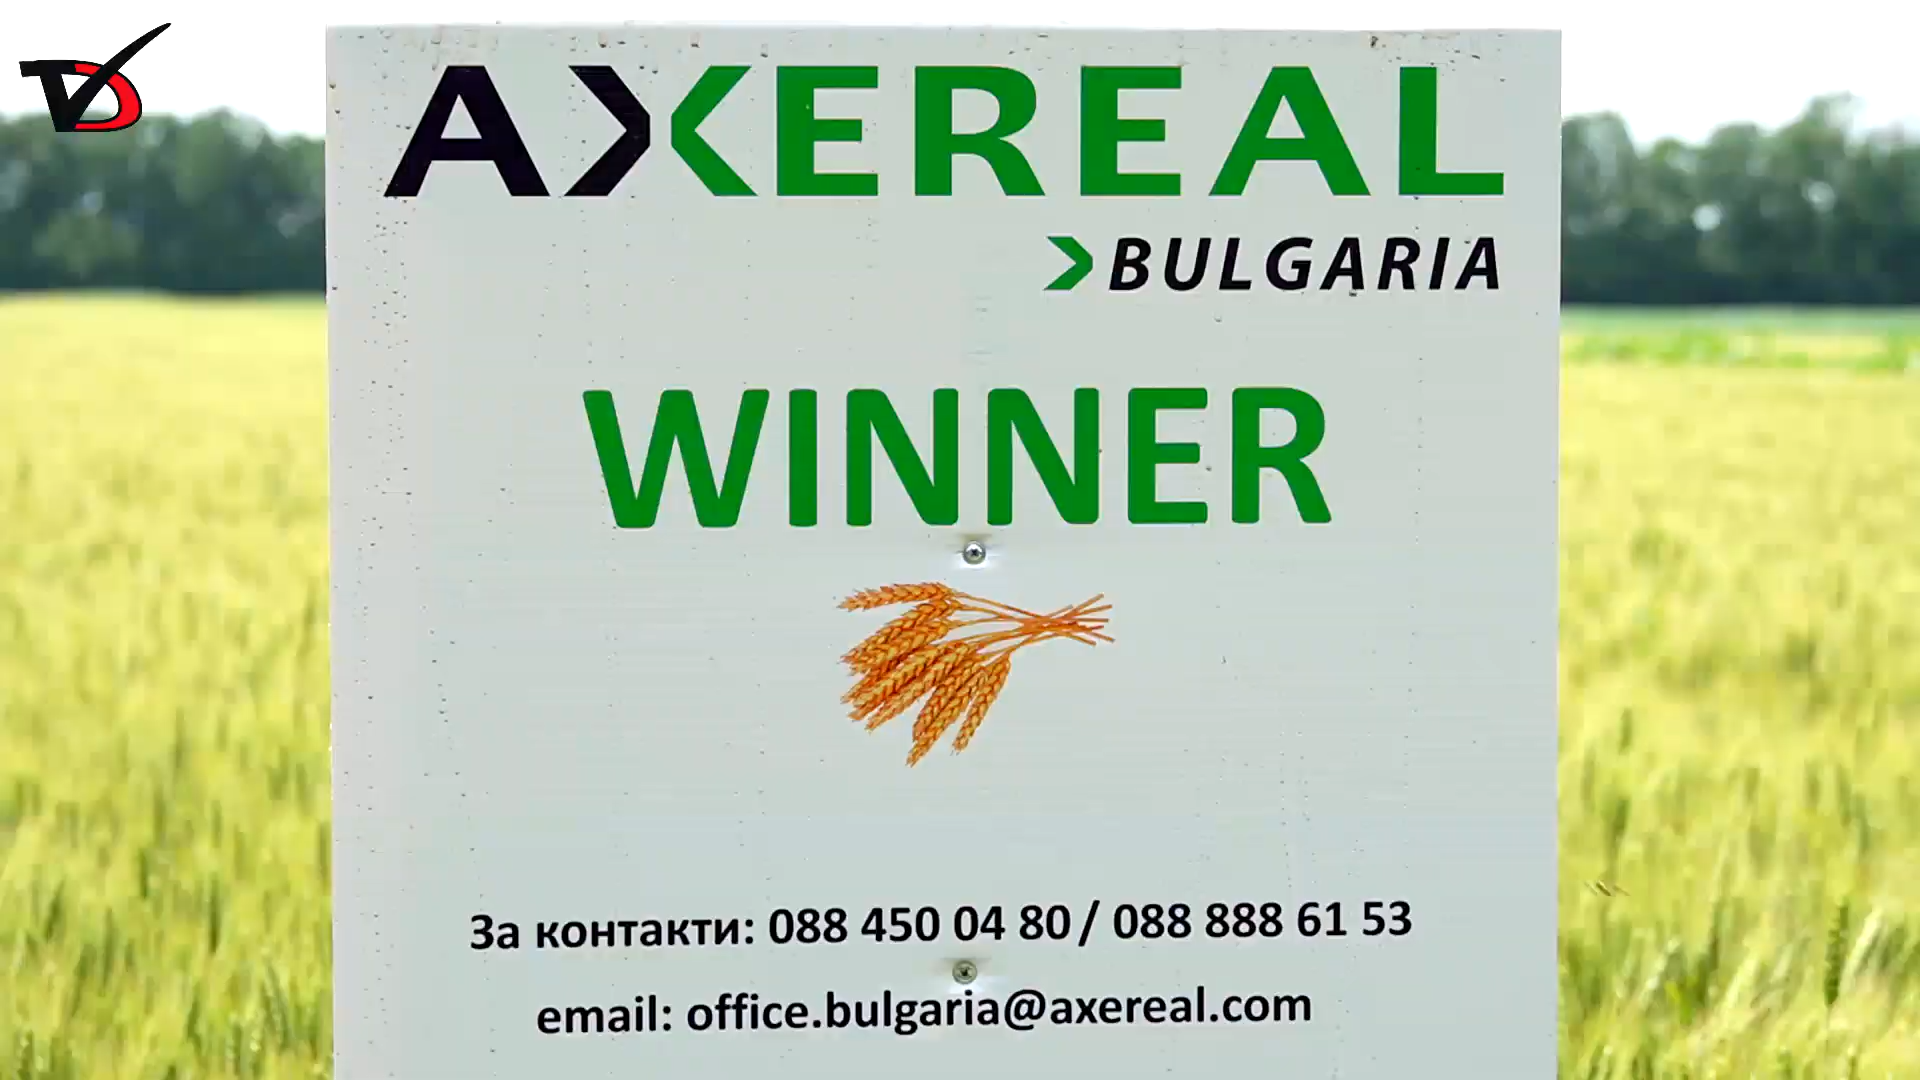 AXEREAL
BULGARIA
WINNER
За контакти: 088 450 04 80 / 088 888 61 53
email: office.bulgaria@axereal.com